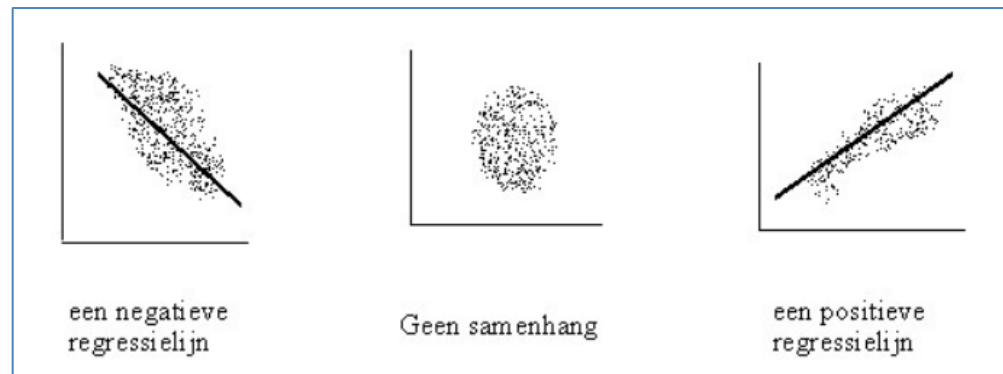 een negatieve
regressielijn
Geen samenhang
een positieve
regressielijn